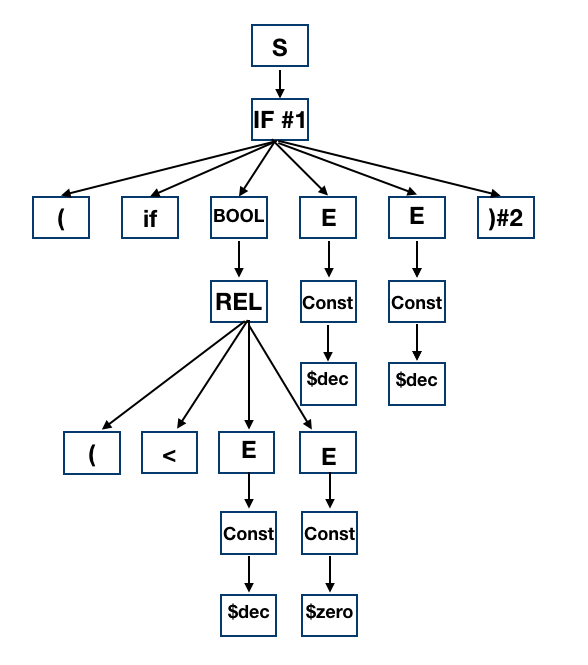 S
IF #1
( if BOOL E E )#2
REL Const Const
$dec $dec
( < E E
Const Const
$dec $zero